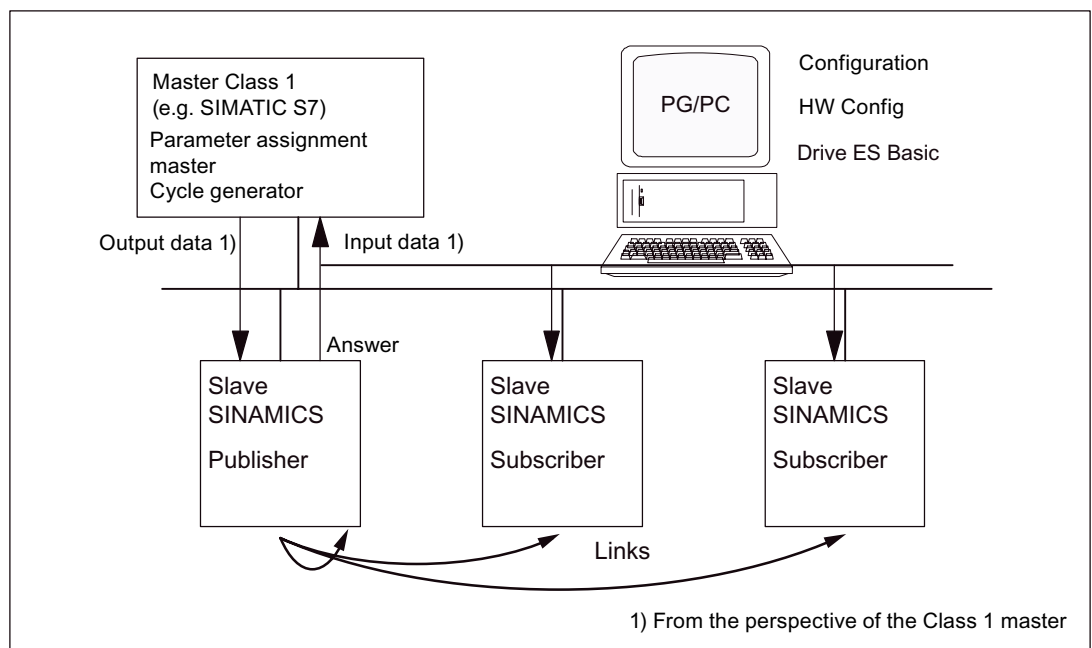 Master Class 1
(e.g. SIMATIC S7)
Parameter assignment
master
Cycle generator
PG/PC
Configuration
HW Config
Drive ES Basic
Output data 1)
Input data 1)
Answer
Slave
SINAMICS
Publisher
Slave
SINAMICS
Subscriber
Slave
SINAMICS
Subscriber
Links
1) From the perspective of the Class 1 master